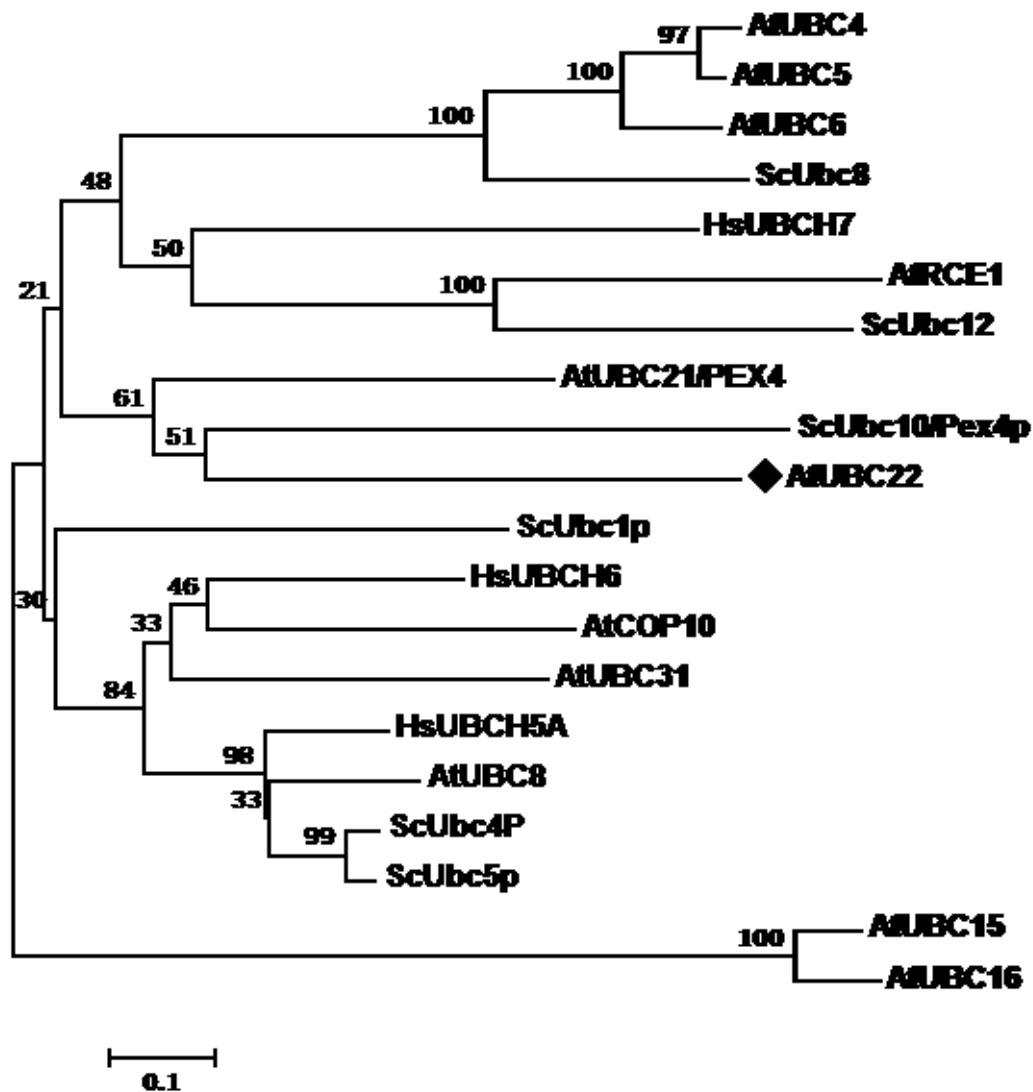 AtUBC4
97
AtUBC5
100
100
AtUBC6
ScUbc8
48
HsUBCH7
50
AtRCE1
21
100
ScUbc12
AtUBC21/PEX4
61
ScUbc10/Pex4p
51
AtUBC22
ScUbc1p
HsUBCH6
46
30
AtCOP10
33
AtUBC31
84
HsUBCH5A
98
AtUBC8
33
ScUbc4P
99
ScUbc5p
AtUBC15
100
AtUBC16
0.1